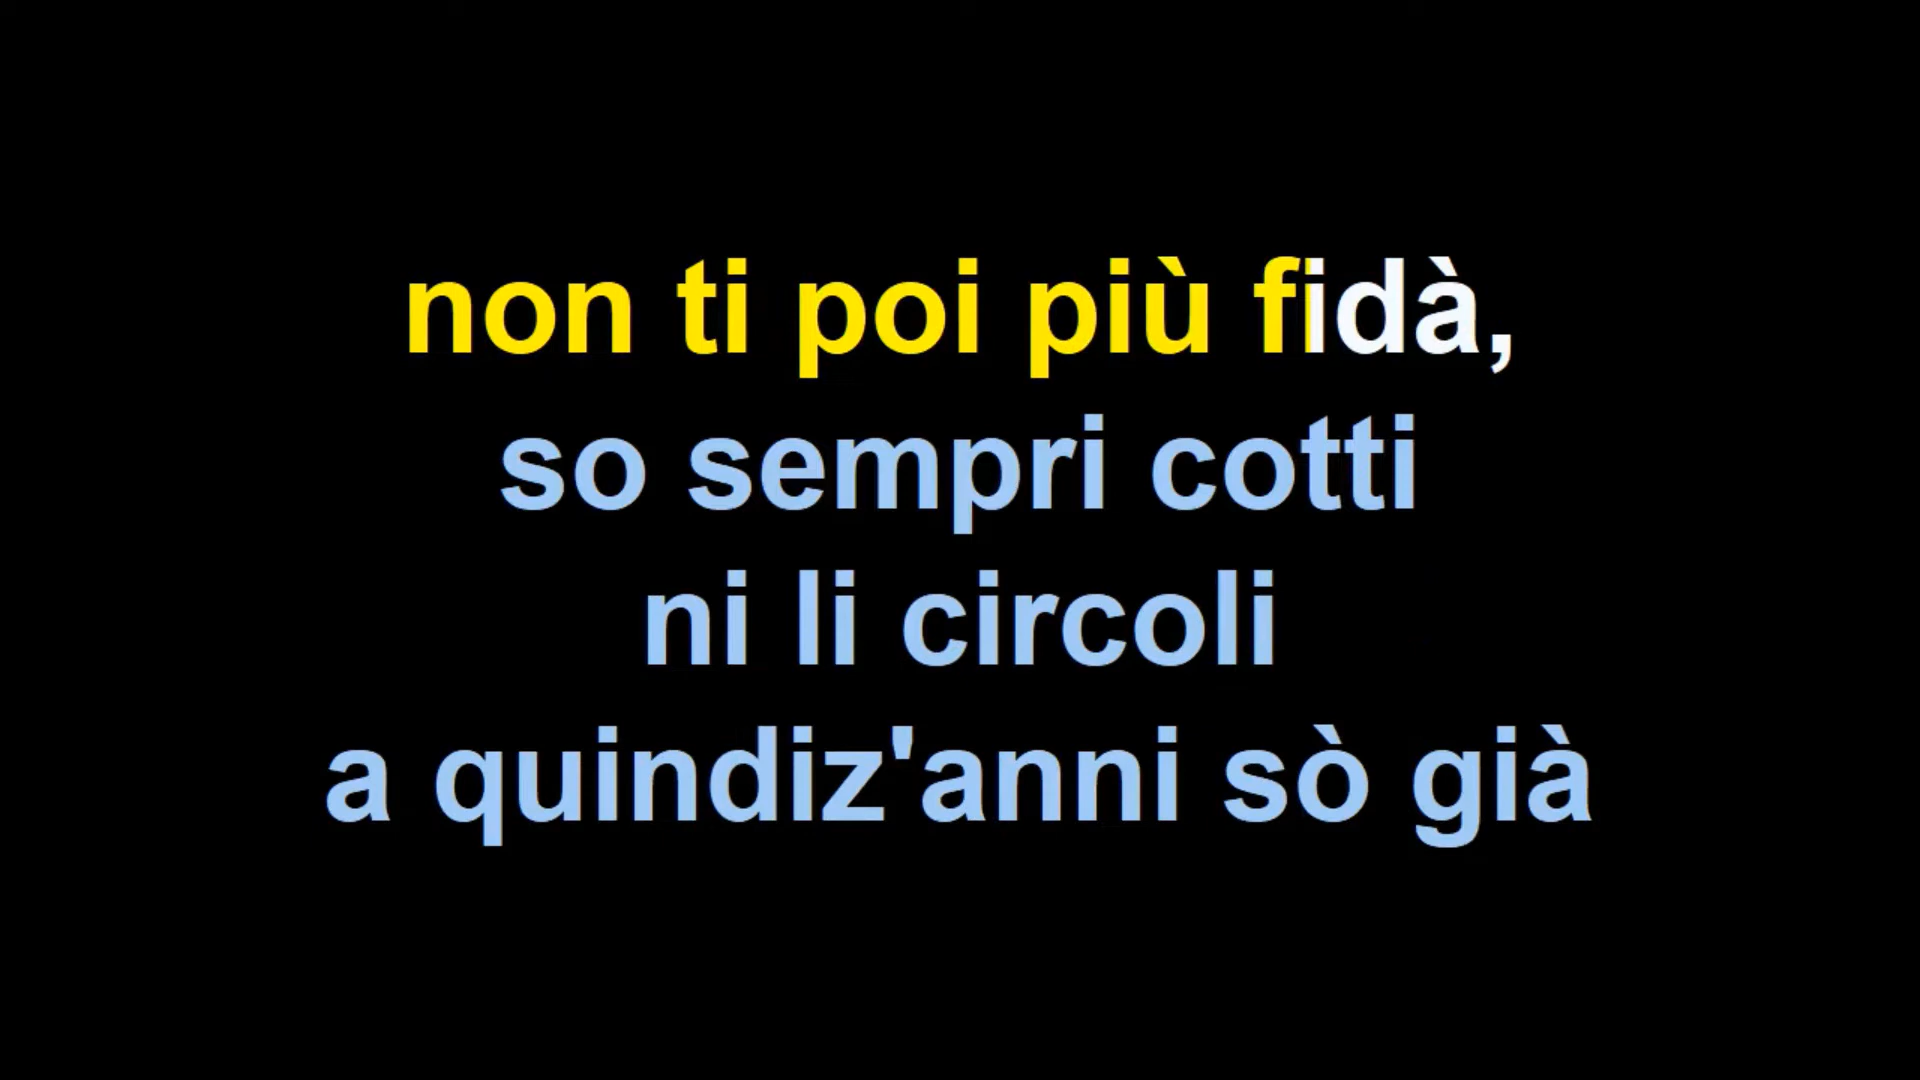 non ti poi più fidà,
so sempri cotti
ni li circoli
a quindiz'anni sò già